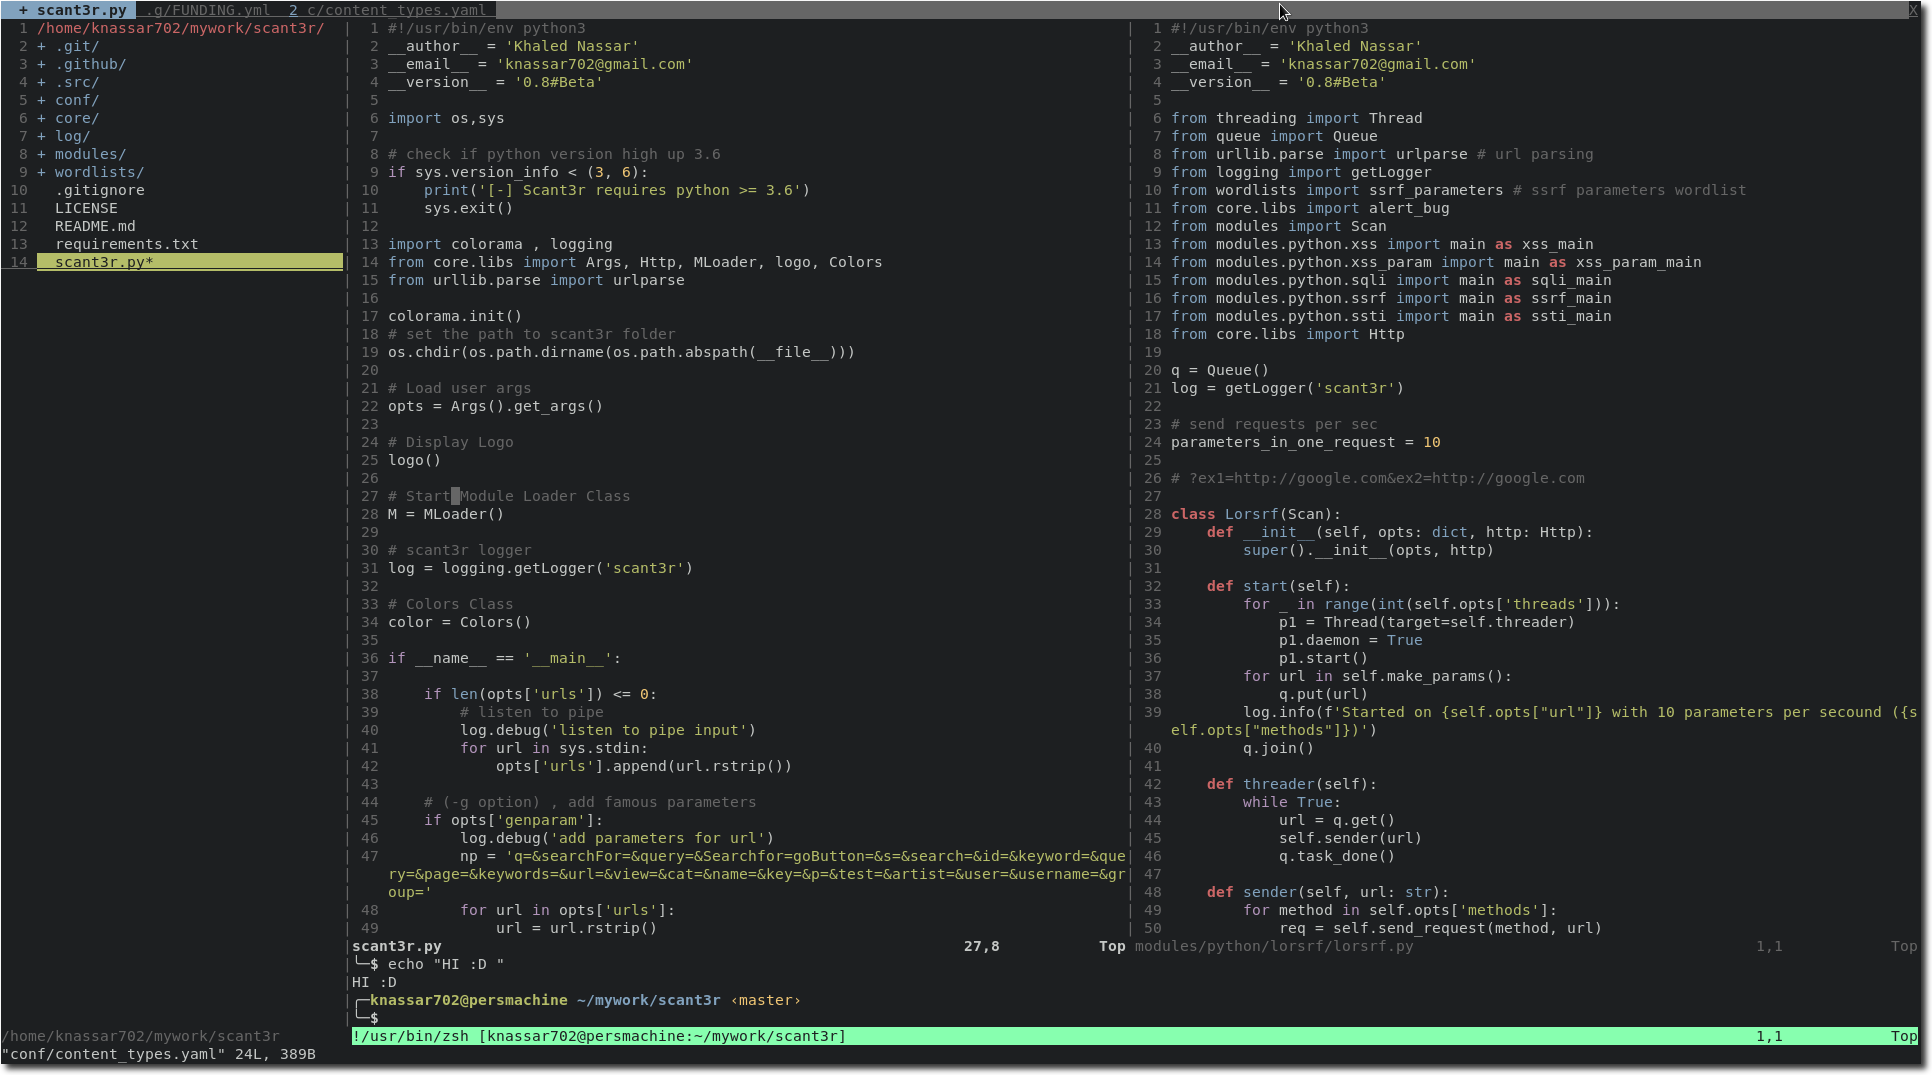 + scant3r.py  .g/FUNDING.yml  2 c/content_types.yaml X
1 /home/knassar702/mywork/scant3r/
2 + .git/
3 + .github/
4 + .src/
5 + conf/
6 + core/
7 + log/
8 + modules/
9 + wordlists/
10   .gitignore
11   LICENSE
12   README.md
13   requirements.txt
14   scant3r.py*
/home/knassar702/mywork/scant3r
1 #!/usr/bin/env python3
2 __author__ = 'Khaled Nassar'
3 __email__ = 'knassar702@gmail.com'
4 __version__ = '0.8#Beta'
5
6 import os,sys
7
8 # check if python version high up 3.6
9 if sys.version_info < (3, 6):
10     print('[-] Scant3r requires python >= 3.6')
11     sys.exit()
12
13 import colorama , logging
14 from core.libs import Args, Http, MLoader, logo, Colors
15 from urllib.parse import urlparse
16
17 colorama.init()
18 # set the path to scant3r folder
19 os.chdir(os.path.dirname(os.path.abspath(__file__)))
20
21 # Load user args
22 opts = Args().get_args()
23
24 # Display Logo
25 logo()
26
27 # Start Module Loader Class
28 M = MLoader()
29
30 # scant3r logger
31 log = logging.getLogger('scant3r')
32
33 # Colors Class
34 color = Colors()
35
36 if __name__ == '__main__':
37
38     if len(opts['urls']) <= 0:
39         # listen to pipe
40         log.debug('listen to pipe input')
41         for url in sys.stdin:
42             opts['urls'].append(url.rstrip())
43
44     # (-g option) , add famous parameters
45     if opts['genparam']:
46         log.debug('add parameters for url')
47         np = 'q=&searchFor=&query=&Searchfor=goButton=&s=&search=&id=&keyword=&que
ry=&page=&keywords=&url=&view=&cat=&name=&key=&p=&test=&artist=&user=&username=&gr
oup='
48         for url in opts['urls']:
49             url = url.rstrip()
scant3r.py 27,8 Top
1 #!/usr/bin/env python3
2 __author__ = 'Khaled Nassar'
3 __email__ = 'knassar702@gmail.com'
4 __version__ = '0.8#Beta'
5
6 from threading import Thread
7 from queue import Queue
8 from urllib.parse import urlparse # url parsing
9 from logging import getLogger
10 from wordlists import ssrf_parameters # ssrf parameters wordlist
11 from core.libs import alert_bug
12 from modules import Scan
13 from modules.python.xss import main as xss_main
14 from modules.python.xss_param import main as xss_param_main
15 from modules.python.sqli import main as sqli_main
16 from modules.python.ssrf import main as ssrf_main
17 from modules.python.ssti import main as ssti_main
18 from core.libs import Http
19
20 q = Queue()
21 log = getLogger('scant3r')
22
23 # send requests per sec
24 parameters_in_one_request = 10
25
26 # ?ex1=http://google.com&ex2=http://google.com
27
28 class Lorsrf(Scan):
29     def __init__(self, opts: dict, http: Http):
30         super().__init__(opts, http)
31
32     def start(self):
33         for _ in range(int(self.opts['threads'])):
34             p1 = Thread(target=self.threader)
35             p1.daemon = True
36             p1.start()
37         for url in self.make_params():
38             q.put(url)
39         log.info(f'Started on {self.opts["url"]} with 10 parameters per secound ({s
elf.opts["methods"]})')
40         q.join()
41
42     def threader(self):
43         while True:
44             url = q.get()
45             self.sender(url)
46             q.task_done()
47
48     def sender(self, url: str):
49         for method in self.opts['methods']:
50             req = self.send_request(method, url)
modules/python/lorsrf/lorsrf.py 1,1 Top
╰─$ echo "HI :D "
HI :D
╭─knassar702@persmachine ~/mywork/scant3r ‹master›
╰─$
!/usr/bin/zsh [knassar702@persmachine:~/mywork/scant3r] 1,1 Top
"conf/content_types.yaml" 24L, 389B